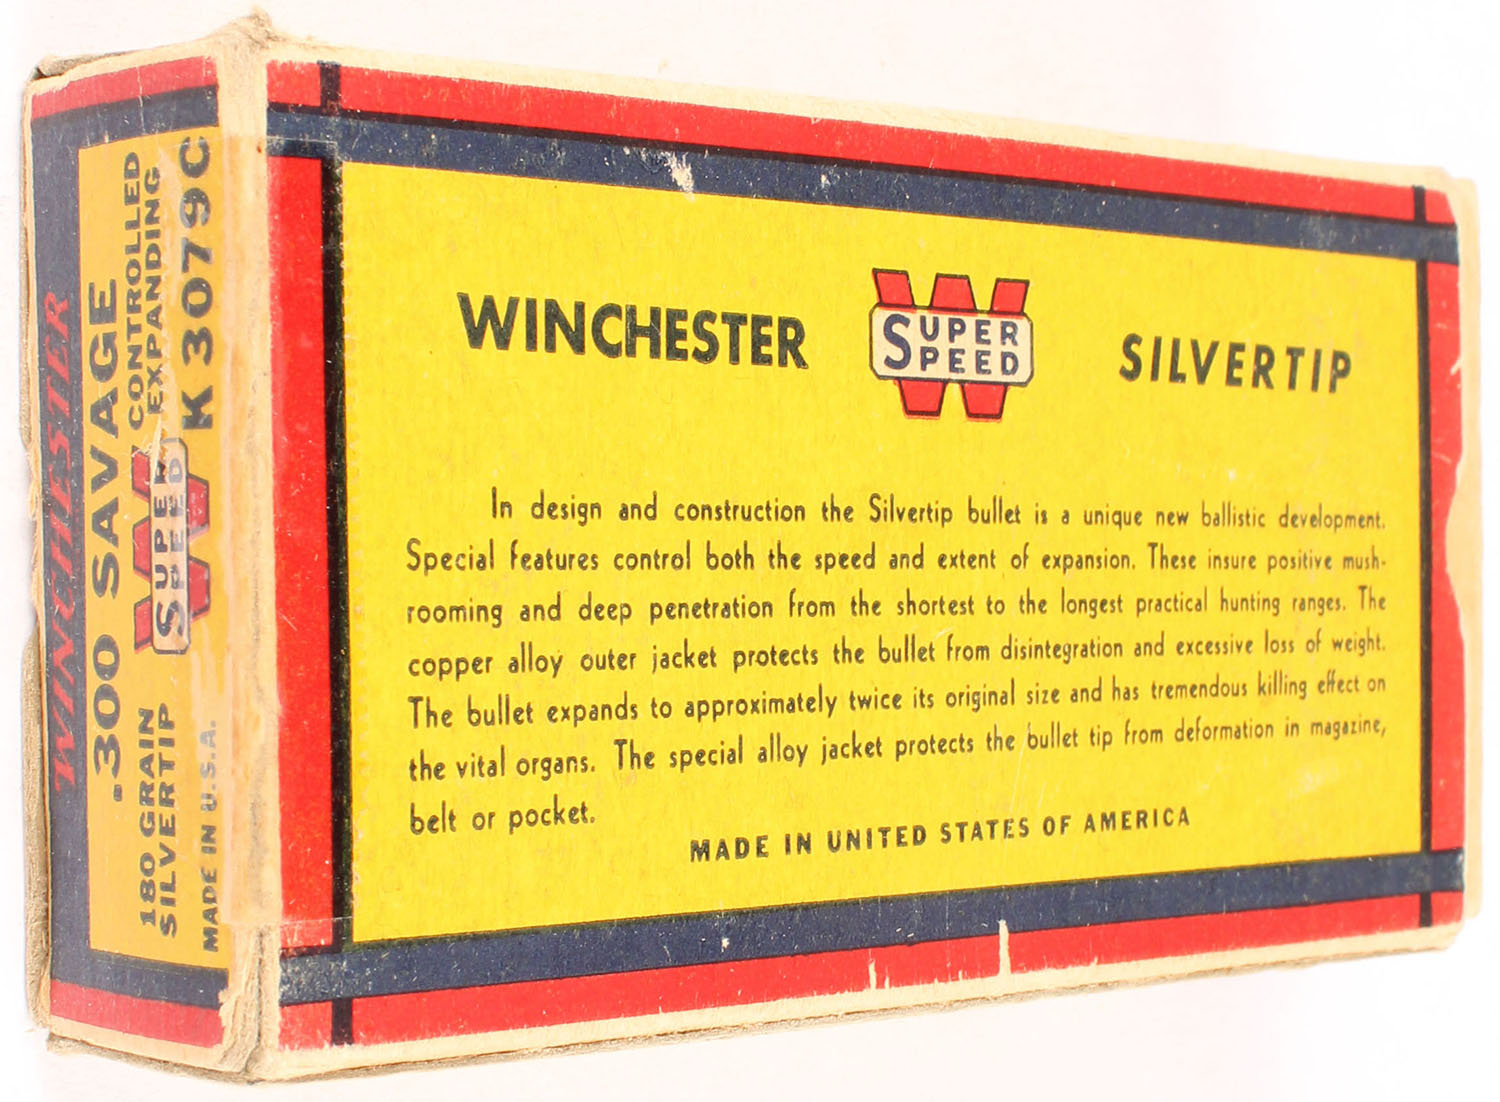 WINCHESTER
.300 SAVAGE
180 GRAIN
SILVERTIP
SUPER
SPEED
CONTROLLED
EXPANDING
MADE IN U.S.A.
K 3079C
WINCHESTER
SUPER
SPEED
SILVERTIP
In design and construction the Silvertip bullet is a unique new ballistic development.
Special features control both the speed and extent of expansion. These insure positive mush-
rooming and deep penetration from the shortest to the longest practical hunting ranges. The
copper alloy outer jacket protects the bullet from disintegration and excessive loss of weight.
The bullet expands to approximately twice its original size and has tremendous killing effect on
the vital organs. The special alloy jacket protects the bullet tip from deformation in magazine,
belt or pocket.
MADE IN UNITED STATES OF AMERICA